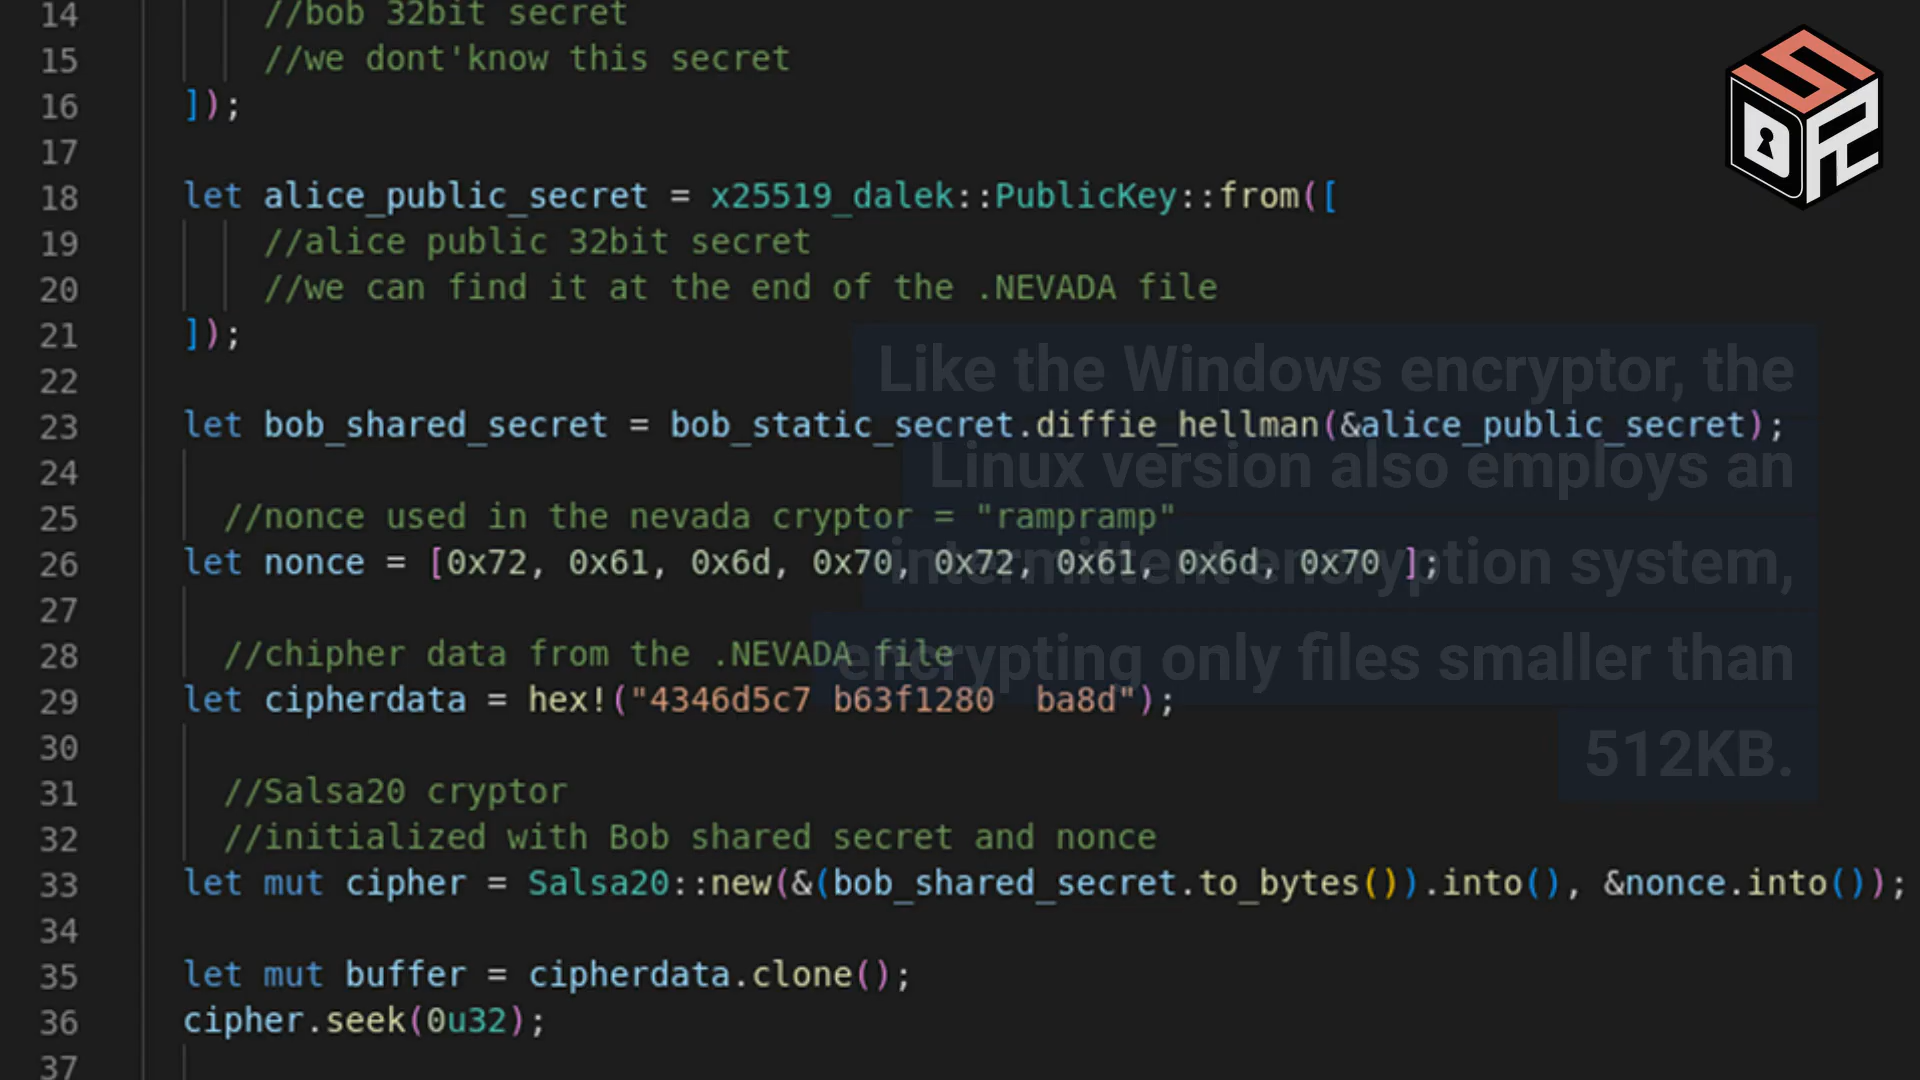 14 //bob 32bit secret
15 //we dont'know this secret
16 ]);
17
18 let alice_public_secret = x25519_dalek::PublicKey::from([
19 //alice public 32bit secret
20 //we can find it at the end of the .NEVADA file
21 ]);
22
Like the Windows encryptor, the
23 let bob_shared_secret = bob_static_secret.diffie_hellman(&alice_public_secret);
24
Linux version also employs an
25 //nonce used in the nevada cryptor = "rampramp"
26 let nonce = [0x72, 0x61, 0x6d, 0x70, 0x72, 0x61, 0x6d, 0x70 ];
intermittent encryption system,
27
28 //chipher data from the .NEVADA file
encrypting only files smaller than
29 let cipherdata = hex!("4346d5c7 b63f1280  ba8d");
30
512KB.
31 //Salsa20 cryptor
32 //initialized with Bob shared secret and nonce
33 let mut cipher = Salsa20::new(&(bob_shared_secret.to_bytes()).into(), &nonce.into());
34
35 let mut buffer = cipherdata.clone();
36 cipher.seek(0u32);
37